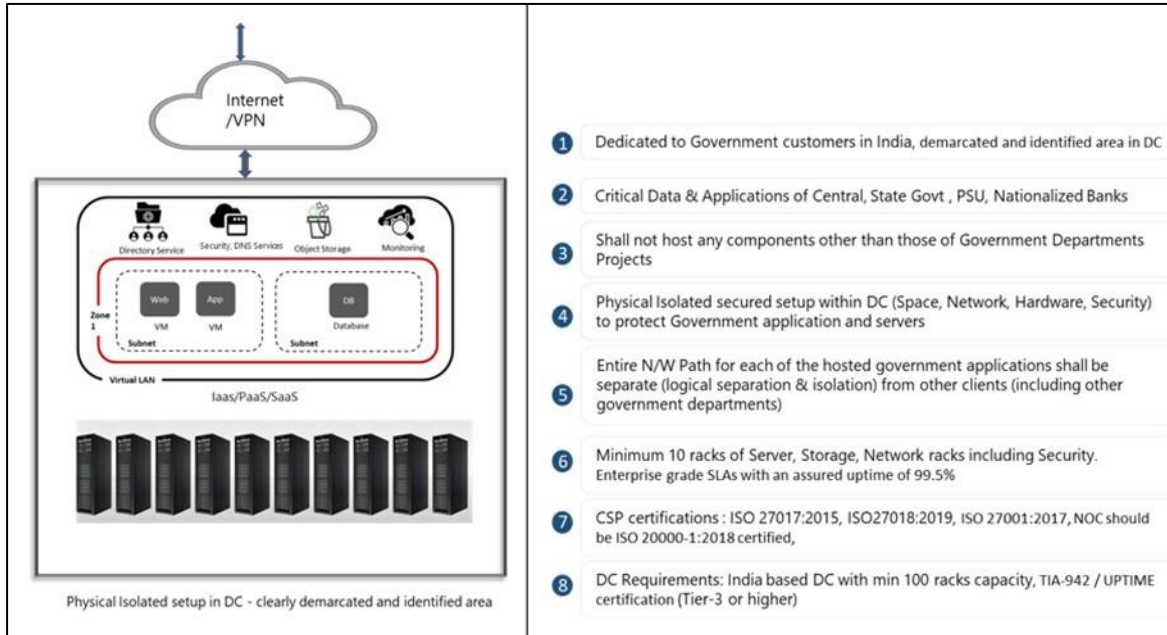 Internet
/VPN
Directory Service
Security, DNS Services
Object Storage
Monitoring
Zone
1
Web
App
VM
VM
Subnet
DB
Database
Subnet
Virtual LAN
IaaS/PaaS/SaaS
Physical Isolated setup in DC - clearly demarcated and identified area
1 Dedicated to Government customers in India, demarcated and identified area in DC
2 Critical Data & Applications of Central, State Govt , PSU, Nationalized Banks
3 Shall not host any components other than those of Government Departments
Projects
4 Physical Isolated secured setup within DC (Space, Network, Hardware, Security)
to protect Government application and servers
5 Entire N/W Path for each of the hosted government applications shall be
separate (logical separation & isolation) from other clients (including other
government departments)
6 Minimum 10 racks of Server, Storage, Network racks including Security.
Enterprise grade SLAs with an assured uptime of 99.5%
7 CSP certifications : ISO 27017:2015, ISO27018:2019, ISO 27001:2017, NOC should
be ISO 20000-1:2018 certified,
8 DC Requirements: India based DC with min 100 racks capacity, TIA-942 / UPTIME
certification (Tier-3 or higher)